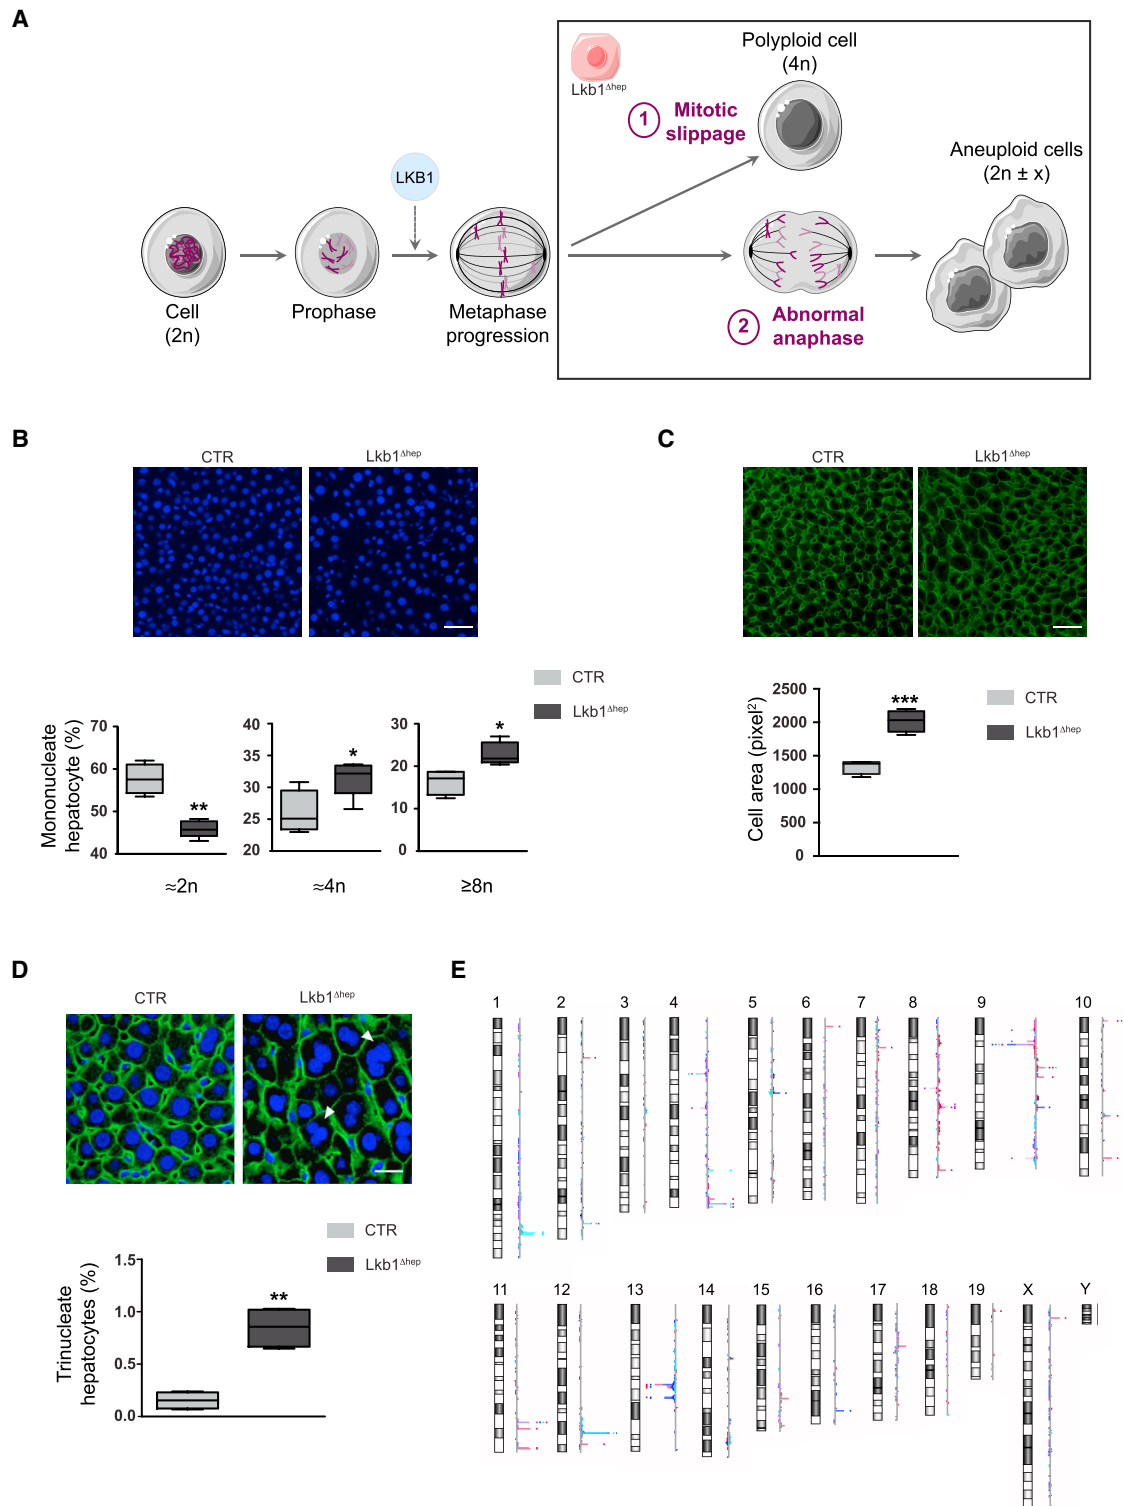 A
Lkb1Δhep
Polyploid cell
(4n)
1 Mitotic
slippage
LKB1
Aneuploid cells
(2n ± x)
Cell
(2n)
Prophase
Metaphase
progression
2 Abnormal
anaphase
B
CTR
Lkb1Δhep
CTR
Lkb1Δhep
Mononucleate
hepatocyte (%)
70
60
50
40
**
≈2n
40
35
30
25
20
*
≈4n
30
20
10
0
*
≥8n
C
CTR
Lkb1Δhep
Cell area (pixel²)
2500
2000
1500
1000
500
0
***
CTR
Lkb1Δhep
D
CTR
Lkb1Δhep
CTR
Lkb1Δhep
Trinucleate
hepatocytes (%)
1.5
1.0
0.5
0.0
**
E
1 2 3 4 5 6 7 8 9 10
11 12 13 14 15 16 17 18 19 X Y